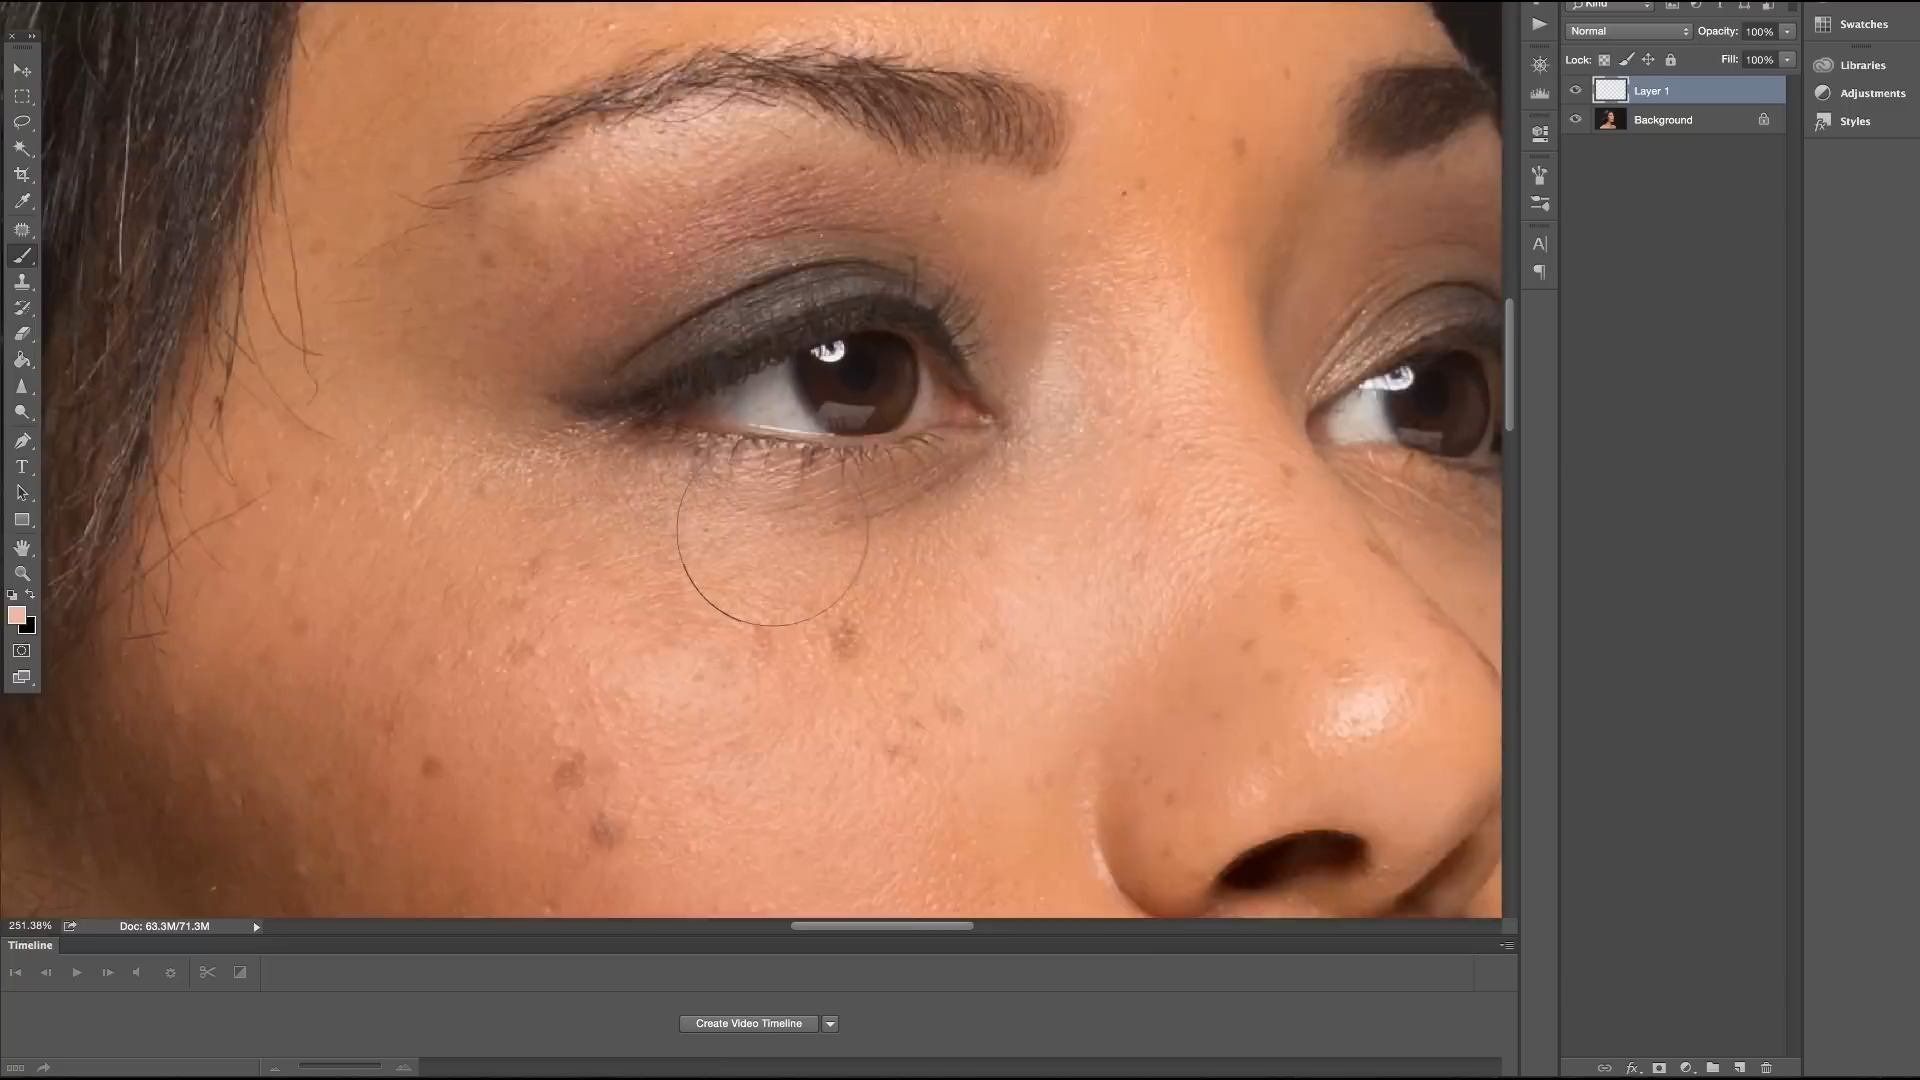 Kind
Swatches
Normal
Opacity: 100%
Lock:
Fill: 100%
Libraries
Layer 1
Adjustments
Background
Styles
A|
T
251.38%
Doc: 63.3M/71.3M
Timeline
Create Video Timeline
fx